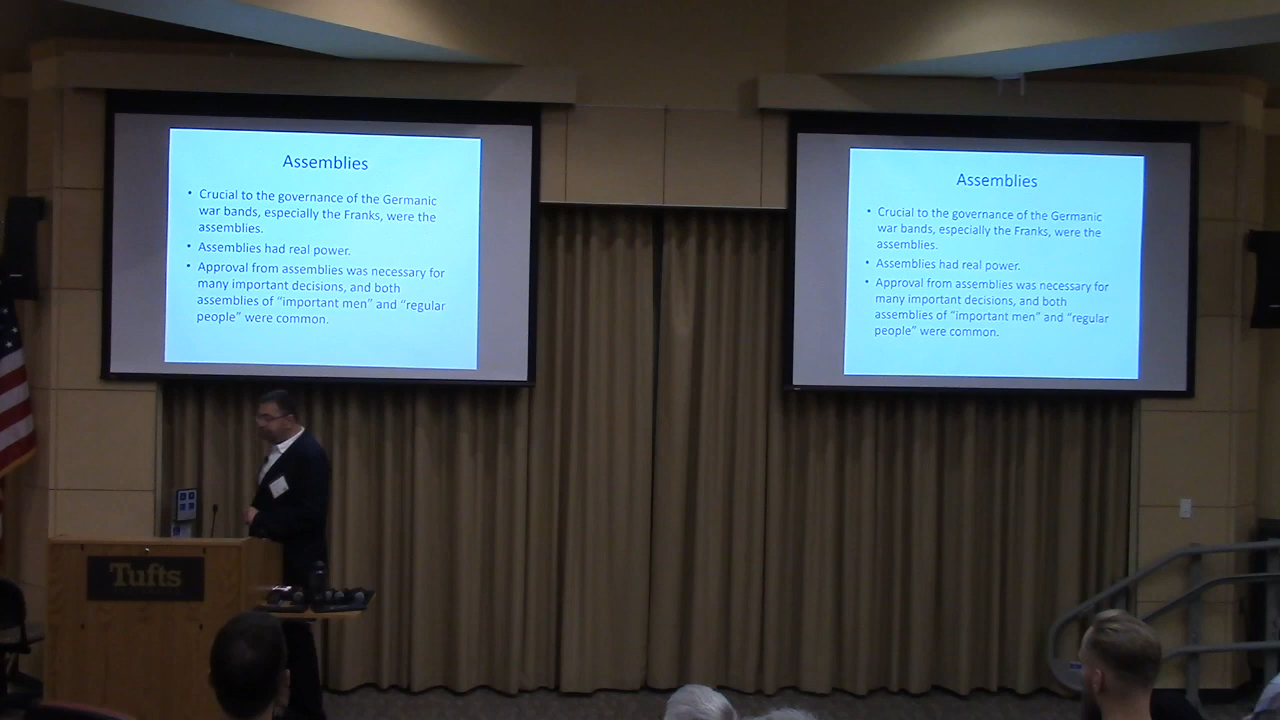 Assemblies
• Crucial to the governance of the Germanic
war bands, especially the Franks, were the
assemblies.
• Assemblies had real power.
• Approval from assemblies was necessary for
many important decisions, and both
assemblies of “important men” and “regular
people” were common.
Assemblies
• Crucial to the governance of the Germanic
war bands, especially the Franks, were the
assemblies.
• Assemblies had real power.
• Approval from assemblies was necessary for
many important decisions, and both
assemblies of “important men” and “regular
people” were common.
Tufts